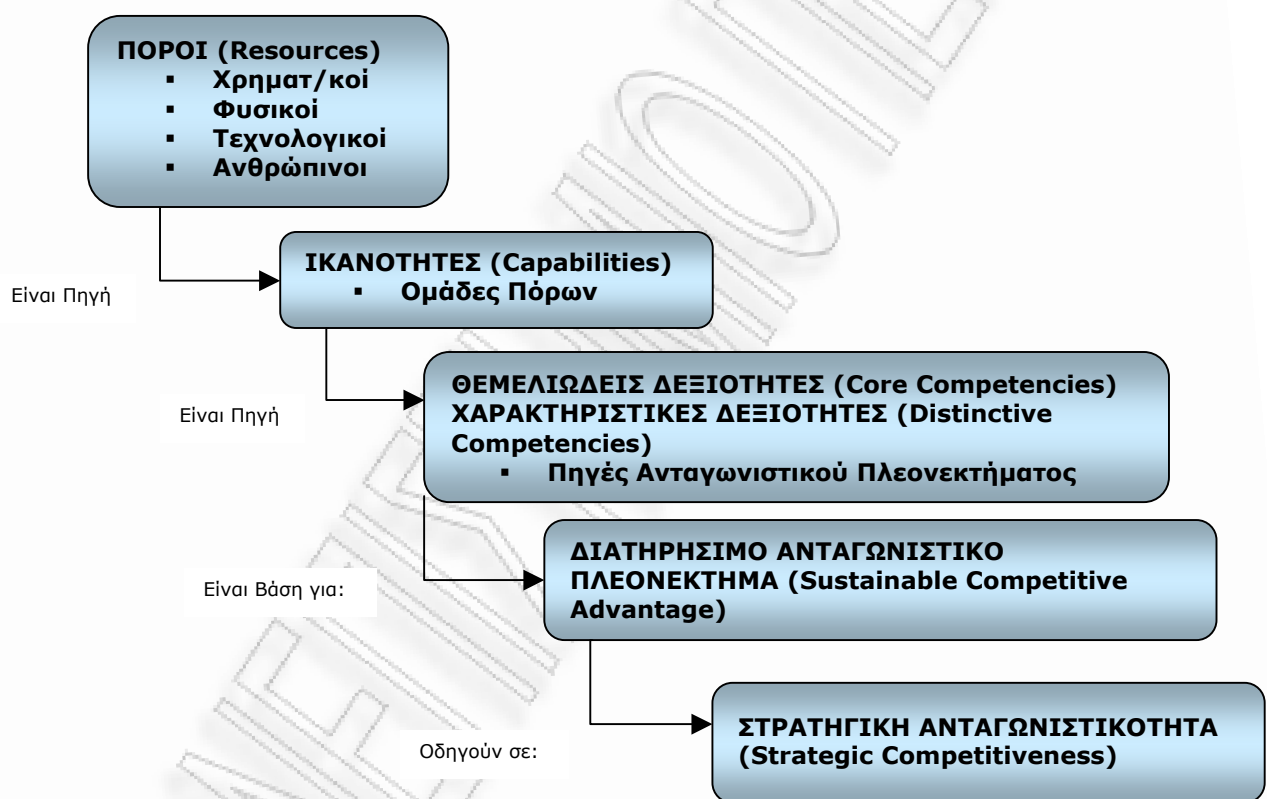 ΠΟΡΟΙ (Resources)
▪ Χρηματ/κοί
▪ Φυσικοί
▪ Τεχνολογικοί
▪ Ανθρώπινοι
Είναι Πηγή
ΙΚΑΝΟΤΗΤΕΣ (Capabilities)
▪ Ομάδες Πόρων
Είναι Πηγή
ΘΕΜΕΛΙΩΔΕΙΣ ΔΕΞΙΟΤΗΤΕΣ (Core Competencies)
ΧΑΡΑΚΤΗΡΙΣΤΙΚΕΣ ΔΕΞΙΟΤΗΤΕΣ (Distinctive
Competencies)
▪ Πηγές Ανταγωνιστικού Πλεονεκτήματος
Είναι Βάση για:
ΔΙΑΤΗΡΗΣΙΜΟ ΑΝΤΑΓΩΝΙΣΤΙΚΟ
ΠΛΕΟΝΕΚΤΗΜΑ (Sustainable Competitive
Advantage)
Οδηγούν σε:
ΣΤΡΑΤΗΓΙΚΗ ΑΝΤΑΓΩΝΙΣΤΙΚΟΤΗΤΑ
(Strategic Competitiveness)